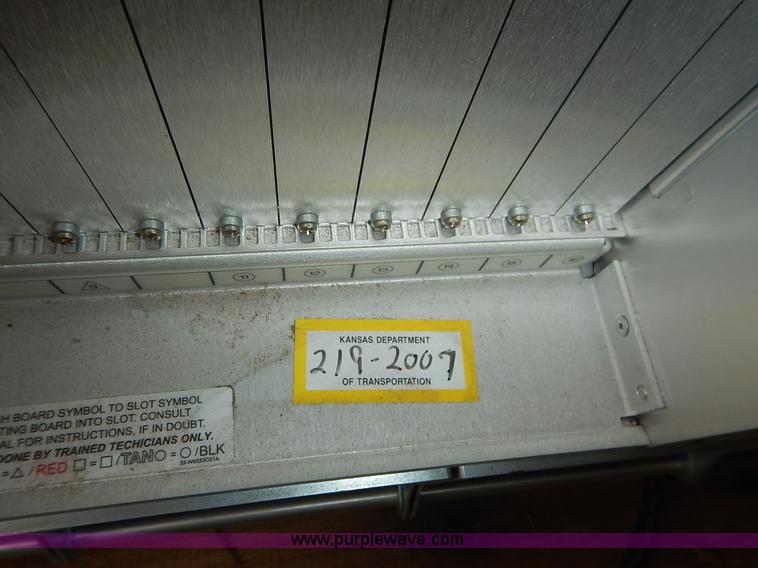 9
11
12
13
14
15
16
KANSAS DEPARTMENT
219-2007
OF TRANSPORTATION
H BOARD SYMBOL TO SLOT SYMBOL
TING BOARD INTO SLOT. CONSULT
AL FOR INSTRUCTIONS, IF IN DOUBT.
DONE BY TRAINED TECHICIANS ONLY.
= △ /RED □ = □ /TAN ○ = ○ /BLK
www.purplewave.com